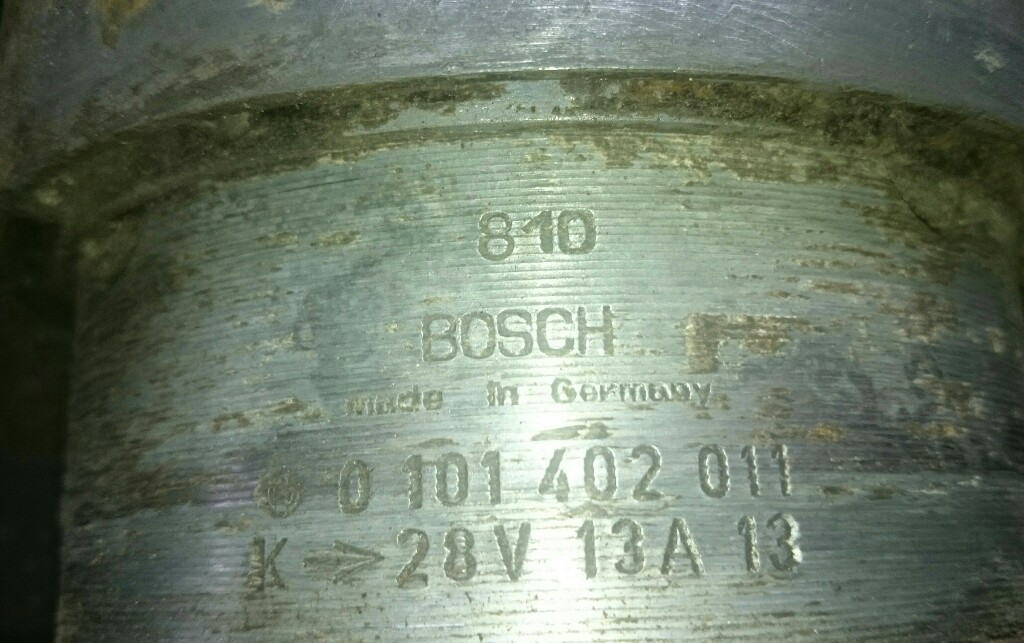 810
BOSCH
made in Germany
0 101 402 011
K → 28V 13A 13